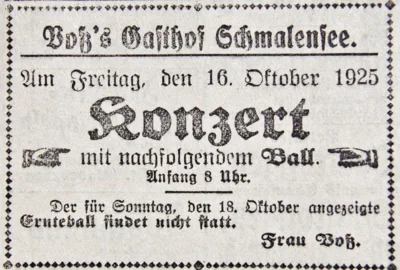 Voß's Gasthof Schmalensee.
Am Freitag, den 16. Oktober 1925
Konzert
mit nachfolgendem Ball.
Anfang 8 Uhr.
Der für Sonntag, den 18. Oktober angezeigte
Ernteball findet nicht statt.
Frau Voß.